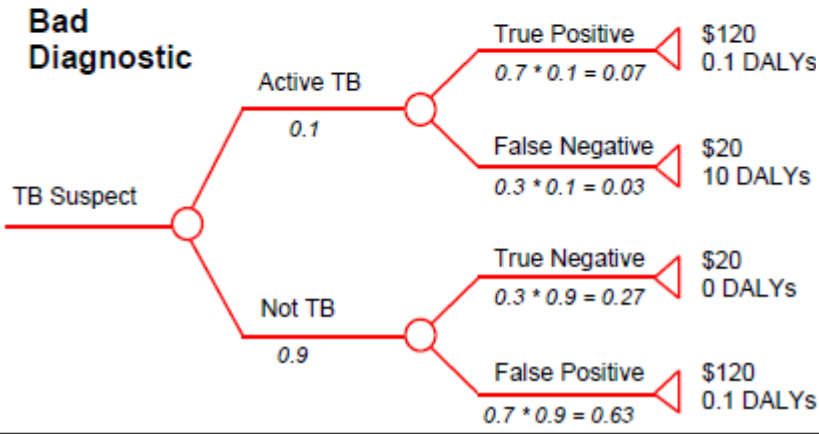 Bad
Diagnostic
TB Suspect
Active TB
0.1
Not TB
0.9
True Positive
0.7 * 0.1 = 0.07
$120
0.1 DALYs
False Negative
0.3 * 0.1 = 0.03
$20
10 DALYs
True Negative
0.3 * 0.9 = 0.27
$20
0 DALYs
False Positive
0.7 * 0.9 = 0.63
$120
0.1 DALYs